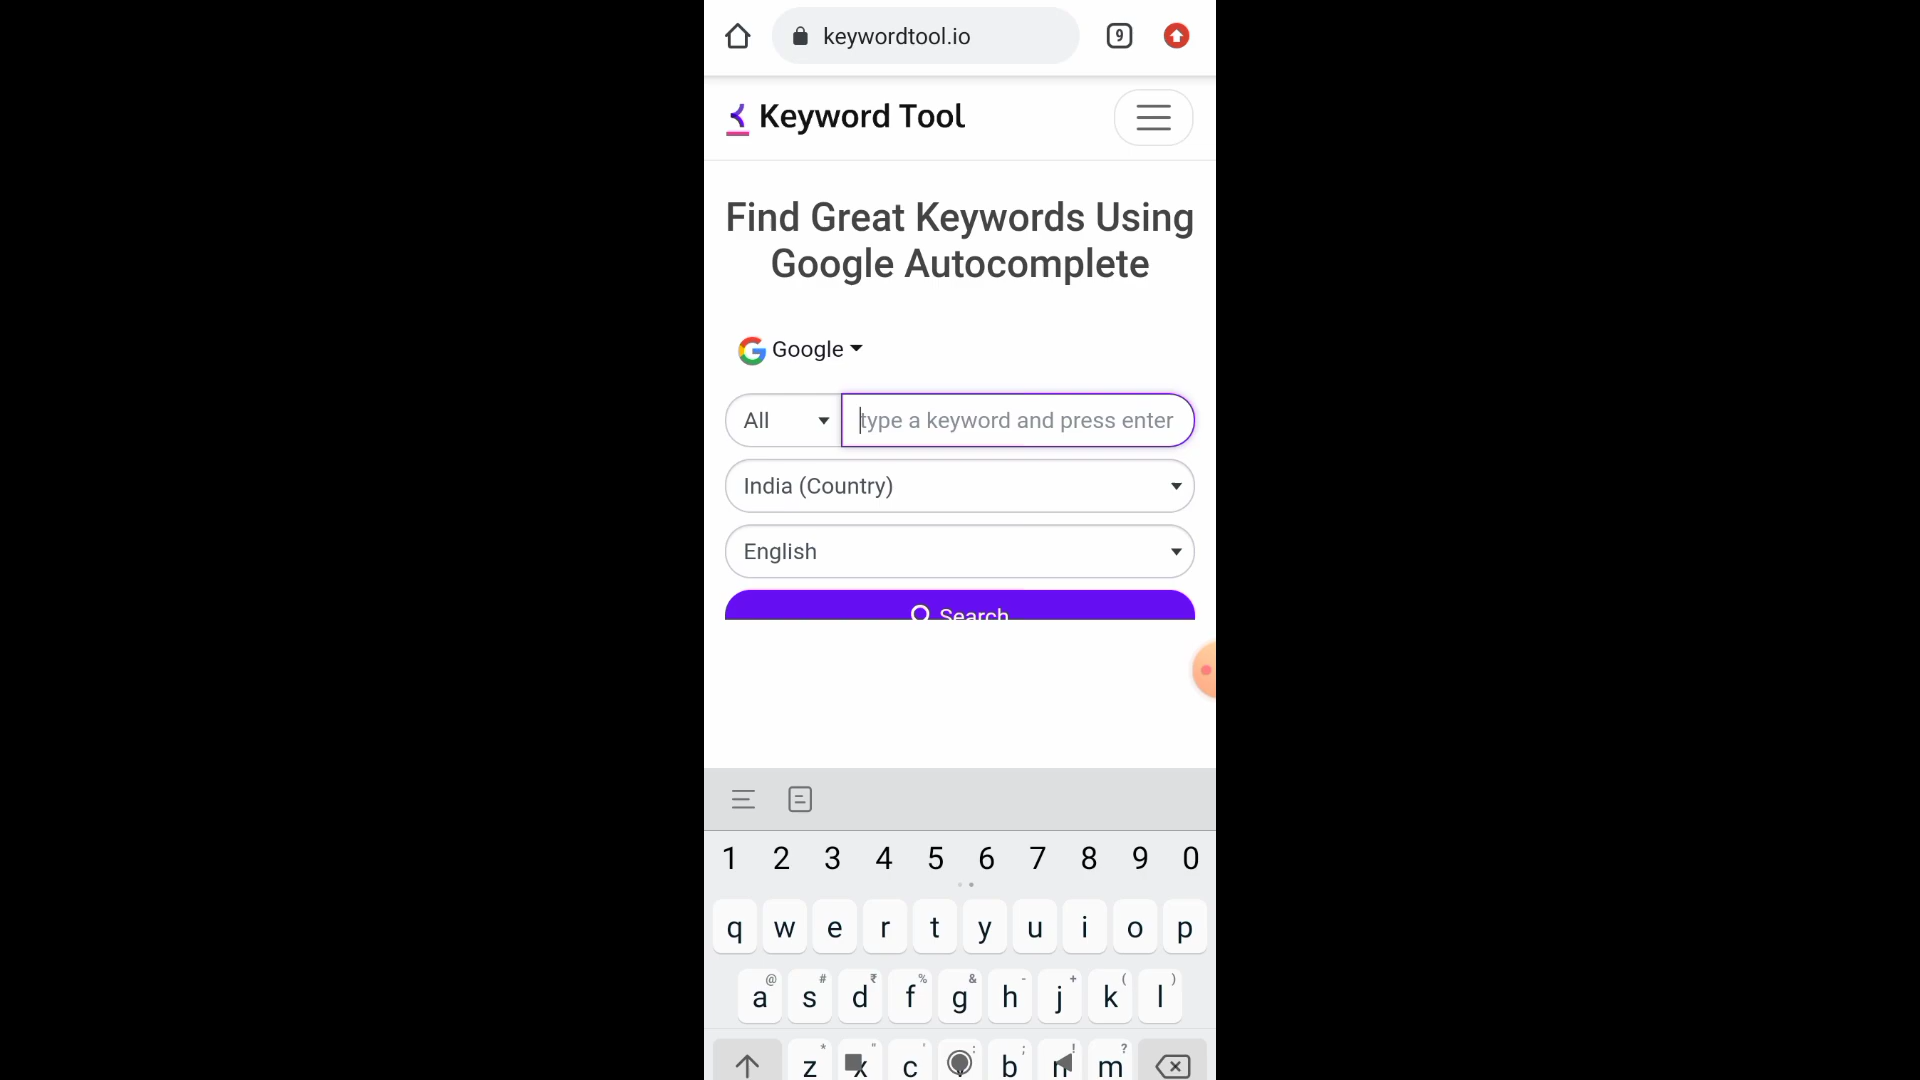 keywordtool.io
9
Keyword Tool
Find Great Keywords Using
Google Autocomplete
Google
All
type a keyword and press enter
India (Country)
English
Search
1 2 3 4 5 6 7 8 9 0
q w e r t y u i o p
@ # ₹ % & - + ( )
a s d f g h j k l
* " ' : ; ! ?
z x c v b n m